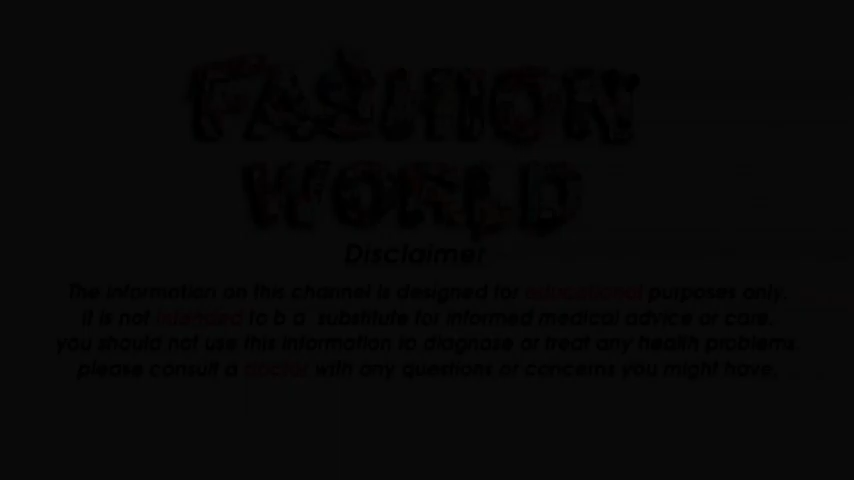 FASHION
WORLD
Disclaimer
The information on this channel is designed for educational purposes only.
it is not intended to b a substitute for informed medical advice or care.
you should not use this information to diagnose or treat any health problems
please consult a doctor with any questions or concerns you might have.